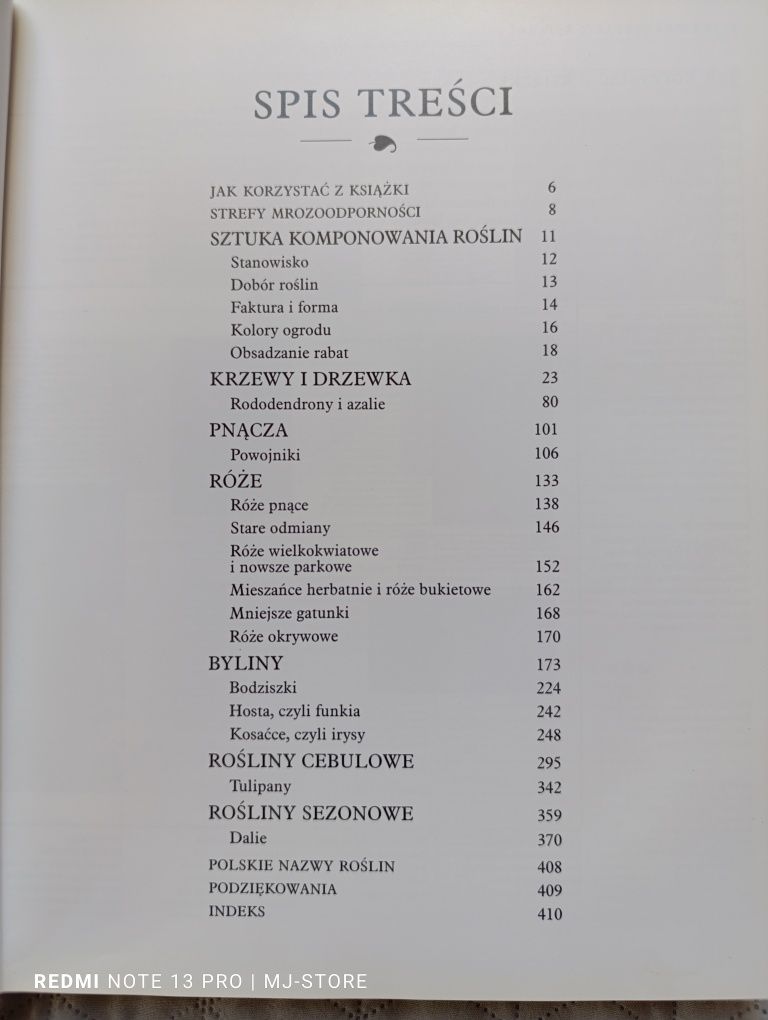 SPIS TREŚCI
JAK KORZYSTAĆ Z KSIĄŻKI 6
STREFY MROZOODPORNOŚCI 8
SZTUKA KOMPONOWANIA ROŚLIN 11
Stanowisko 12
Dobór roślin 13
Faktura i forma 14
Kolory ogrodu 16
Obsadzanie rabat 18
KRZEWY I DRZEWKA 23
Rododendrony i azalie 80
PNĄCZA 101
Powojniki 106
RÓŻE 133
Róże pnące 138
Stare odmiany 146
Róże wielkokwiatowe
i nowsze parkowe 152
Mieszańce herbatnie i róże bukietowe 162
Mniejsze gatunki 168
Róże okrywowe 170
BYLINY 173
Bodziszki 224
Hosta, czyli funkia 242
Kosaćce, czyli irysy 248
ROŚLINY CEBULOWE 295
Tulipany 342
ROŚLINY SEZONOWE 359
Dalie 370
POLSKIE NAZWY ROŚLIN 408
PODZIĘKOWANIA 409
INDEKS 410
REDMI NOTE 13 PRO | MJ-STORE